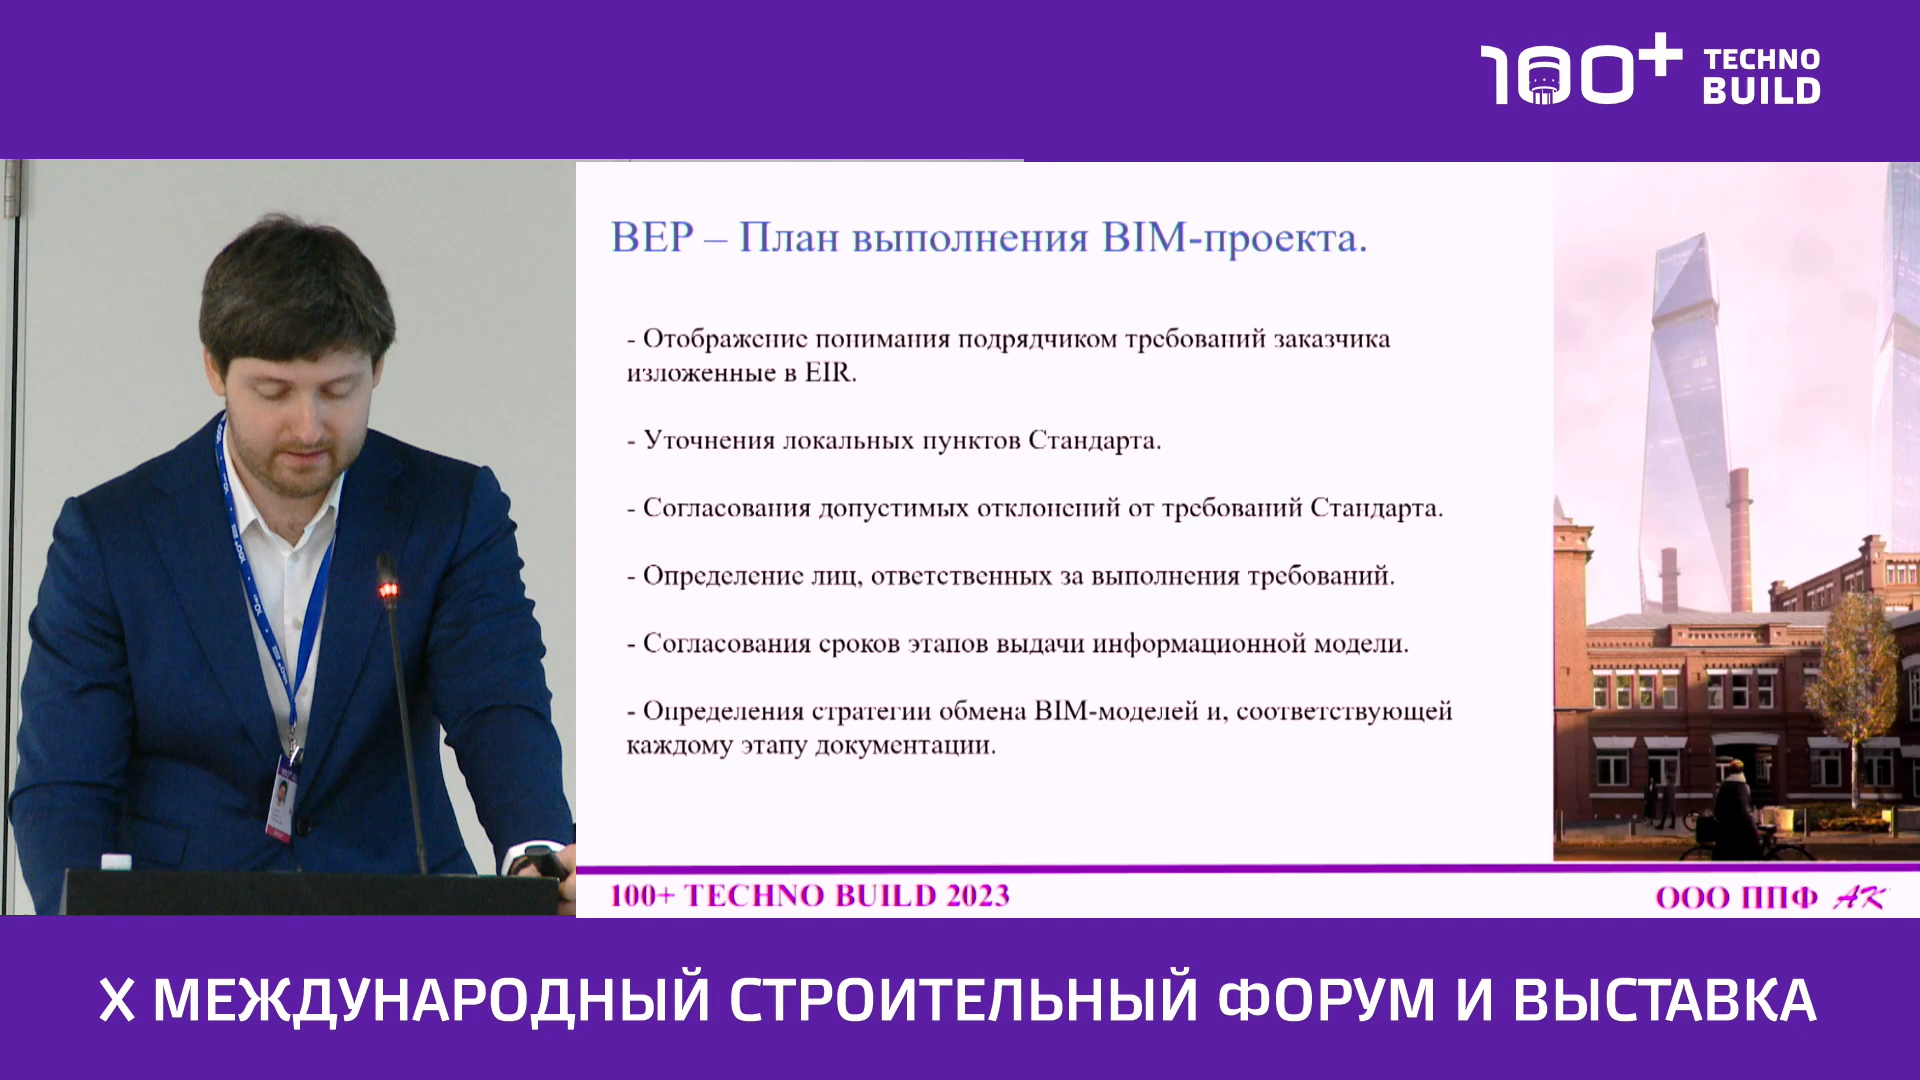 100+ TECHNO
BUILD
BEP – План выполнения BIM-проекта.
- Отображение понимания подрядчиком требований заказчика
изложенные в EIR.
- Уточнения локальных пунктов Стандарта.
- Согласования допустимых отклонений от требований Стандарта.
- Определение лиц, ответственных за выполнения требований.
- Согласования сроков этапов выдачи информационной модели.
- Определения стратегии обмена BIM-моделей и, соответствующей
каждому этапу документации.
100+ TECHNO BUILD 2023
ООО ППФ АК
X МЕЖДУНАРОДНЫЙ СТРОИТЕЛЬНЫЙ ФОРУМ И ВЫСТАВКА